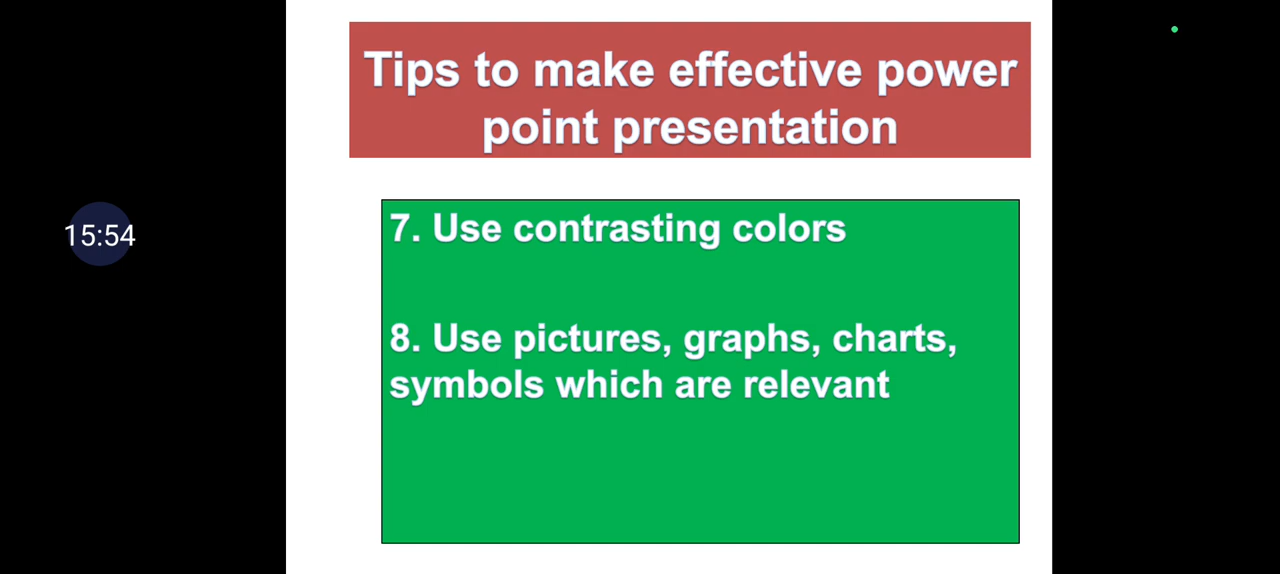 Tips to make effective power
point presentation
15:54
7. Use contrasting colors
8. Use pictures, graphs, charts,
symbols which are relevant